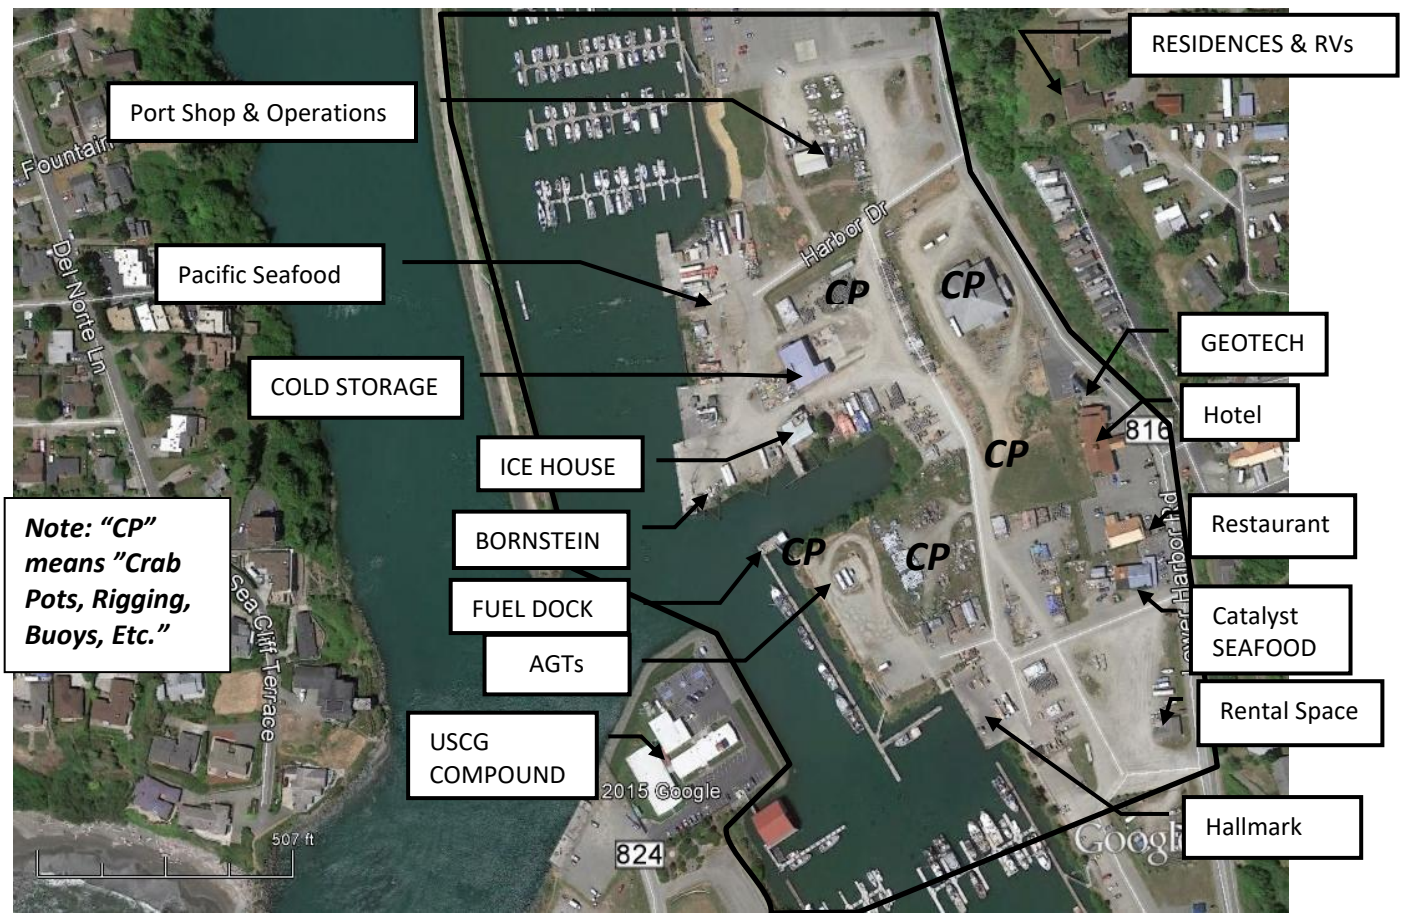 RESIDENCES & RVs
Port Shop & Operations
Fountain
Harbor Dr
Del Norte Ln
Pacific Seafood
CP
CP
GEOTECH
COLD STORAGE
Hotel
816
ICE HOUSE
CP
Note: “CP”
means ”Crab
Pots, Rigging,
Buoys, Etc.”
BORNSTEIN
Restaurant
CP
CP
FUEL DOCK
Sea Cliff Terrace
Lower Harbor Rd
Catalyst
SEAFOOD
AGTs
Rental Space
USCG
COMPOUND
2015 Google
Hallmark
507 ft
824
Google